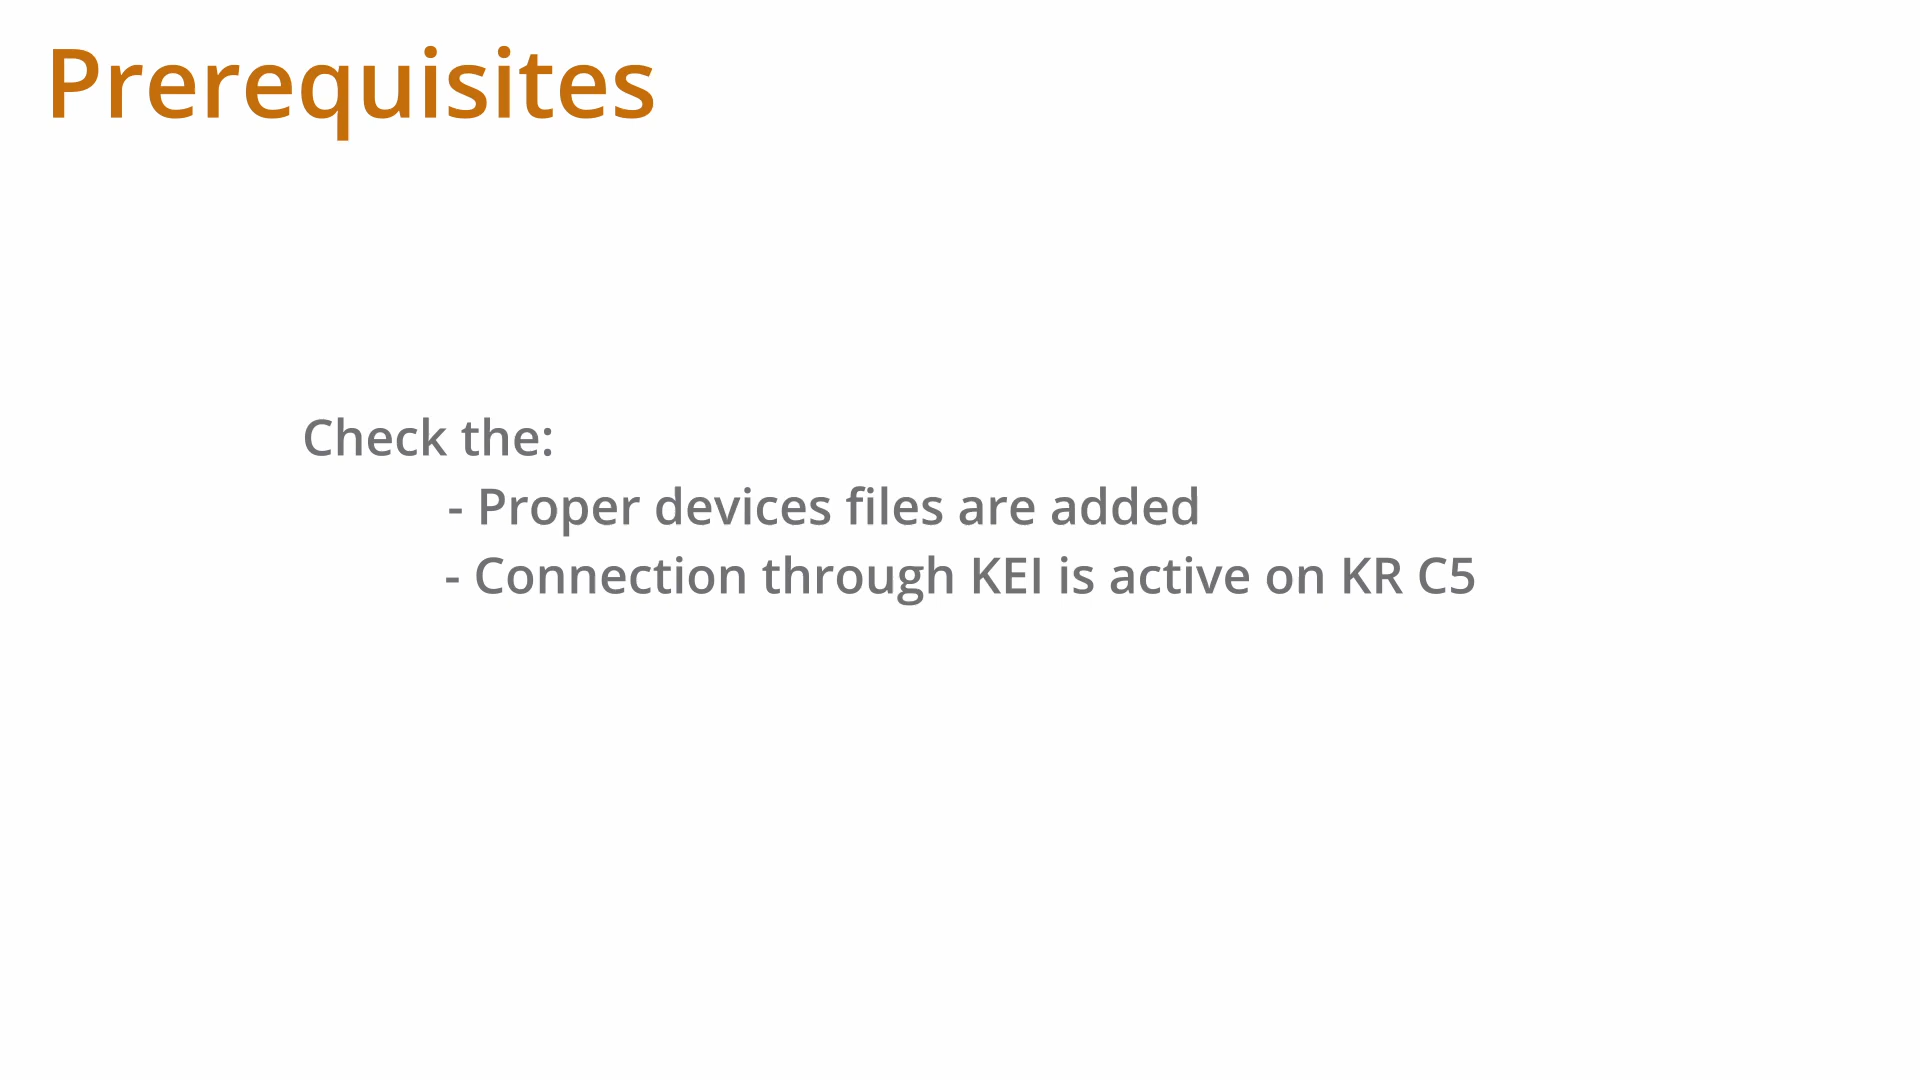 Prerequisites
Check the:
- Proper devices files are added
- Connection through KEI is active on KR C5